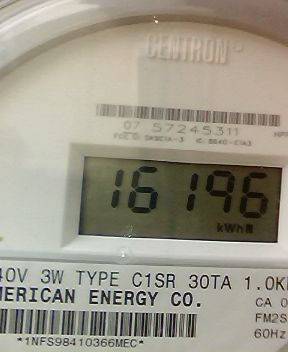 CENTRON®
07 57245311
16196
kWh
40V 3W TYPE C1SR 30TA 1.0K
MERICAN ENERGY CO.
CA 0
FM2S
60Hz
*1NFS98410366MEC*